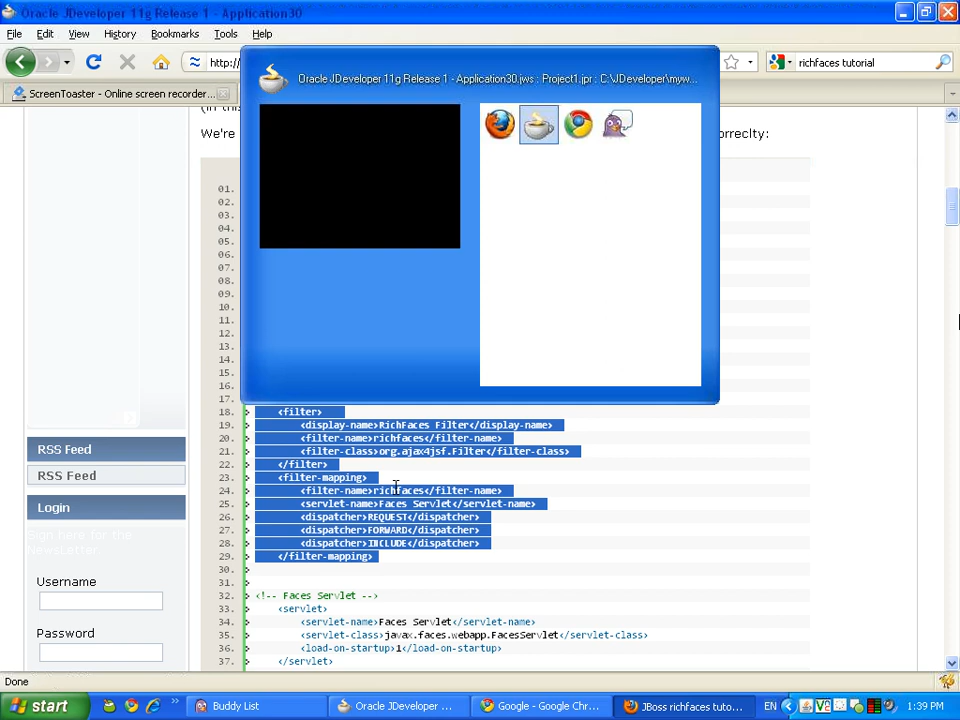 Oracle JDeveloper 11g Release 1 - Application30
File Edit View History Bookmarks Tools Help
http:/
richfaces tutorial
ScreenToaster - Online screen recorder...
Oracle JDeveloper 11g Release 1 - Application30.jws : Project1.jpr : C:\JDeveloper\myw...
We're
orreclty:
01.
02.
03.
04.
05.
06.
07.
08.
09.
10.
11.
12.
13.
14.
15.
16.
18. <filter>
19. <display-name>RichFaces Filter</display-name>
20. <filter-name>richfaces</filter-name>
21. <filter-class>org.ajax4jsf.Filter</filter-class>
22. </filter>
23. <filter-mapping>
24. <filter-name>richfaces</filter-name>
25. <servlet-name>Faces Servlet</servlet-name>
26. <dispatcher>REQUEST</dispatcher>
27. <dispatcher>FORWARD</dispatcher>
28. <dispatcher>INCLUDE</dispatcher>
29. </filter-mapping>
30.
31.
32. <!-- Faces Servlet -->
33. <servlet>
34. <servlet-name>Faces Servlet</servlet-name>
35. <servlet-class>javax.faces.webapp.FacesServlet</servlet-class>
36. <load-on-startup>1</load-on-startup>
37. </servlet>
RSS Feed
RSS Feed
Login
Sign here for the
NewsLetter
Username
Password
Done
start
Buddy List
Oracle JDeveloper ...
Google - Google Chr...
JBoss richfaces tuto...
EN
1:39 PM